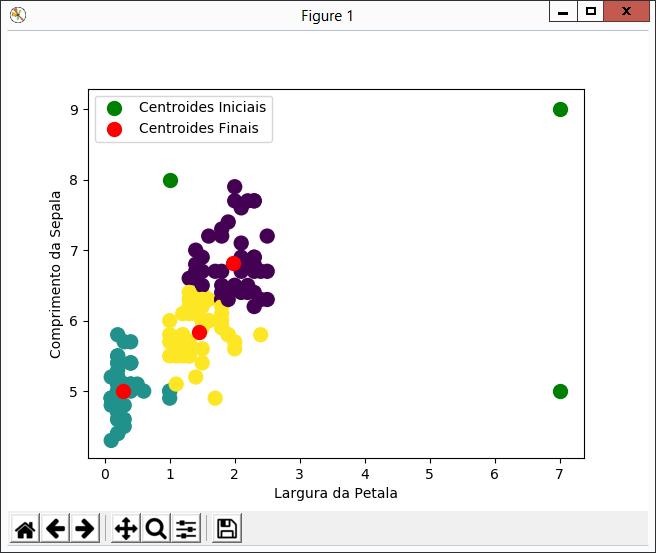 Figure 1
Centroides Iniciais
Centroides Finais
Comprimento da Sepala
9
8
7
6
5
0 1 2 3 4 5 6 7
Largura da Petala